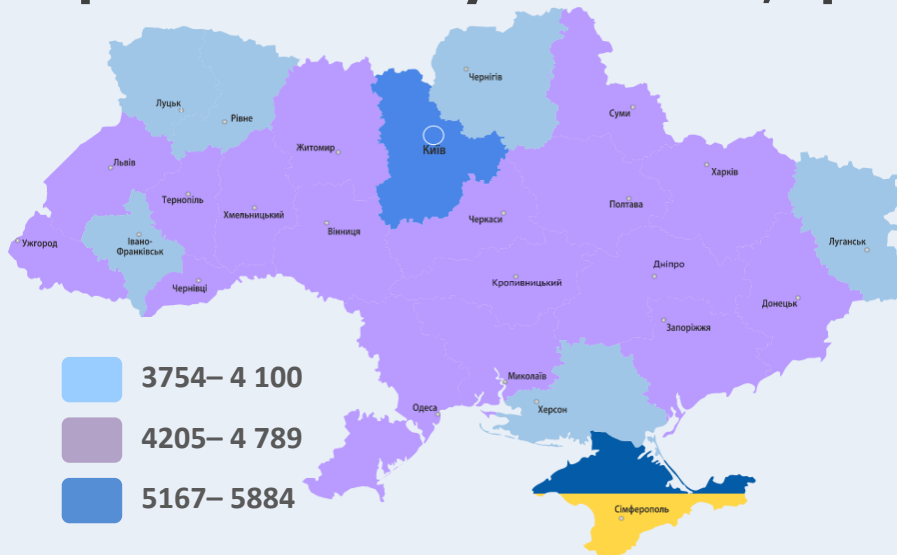 Чернігів
Луцьк
Рівне
Суми
Київ
Житомир
Львів
Харків
Тернопіль
Хмельницький
Полтава
Черкаси
Вінниця
Ужгород
Івано-
Франківськ
Луганськ
Дніпро
Кропивницький
Чернівці
Донецьк
Запоріжжя
Миколаїв
Одеса
Херсон
Сімферополь
3754– 4 100
4205– 4 789
5167– 5884